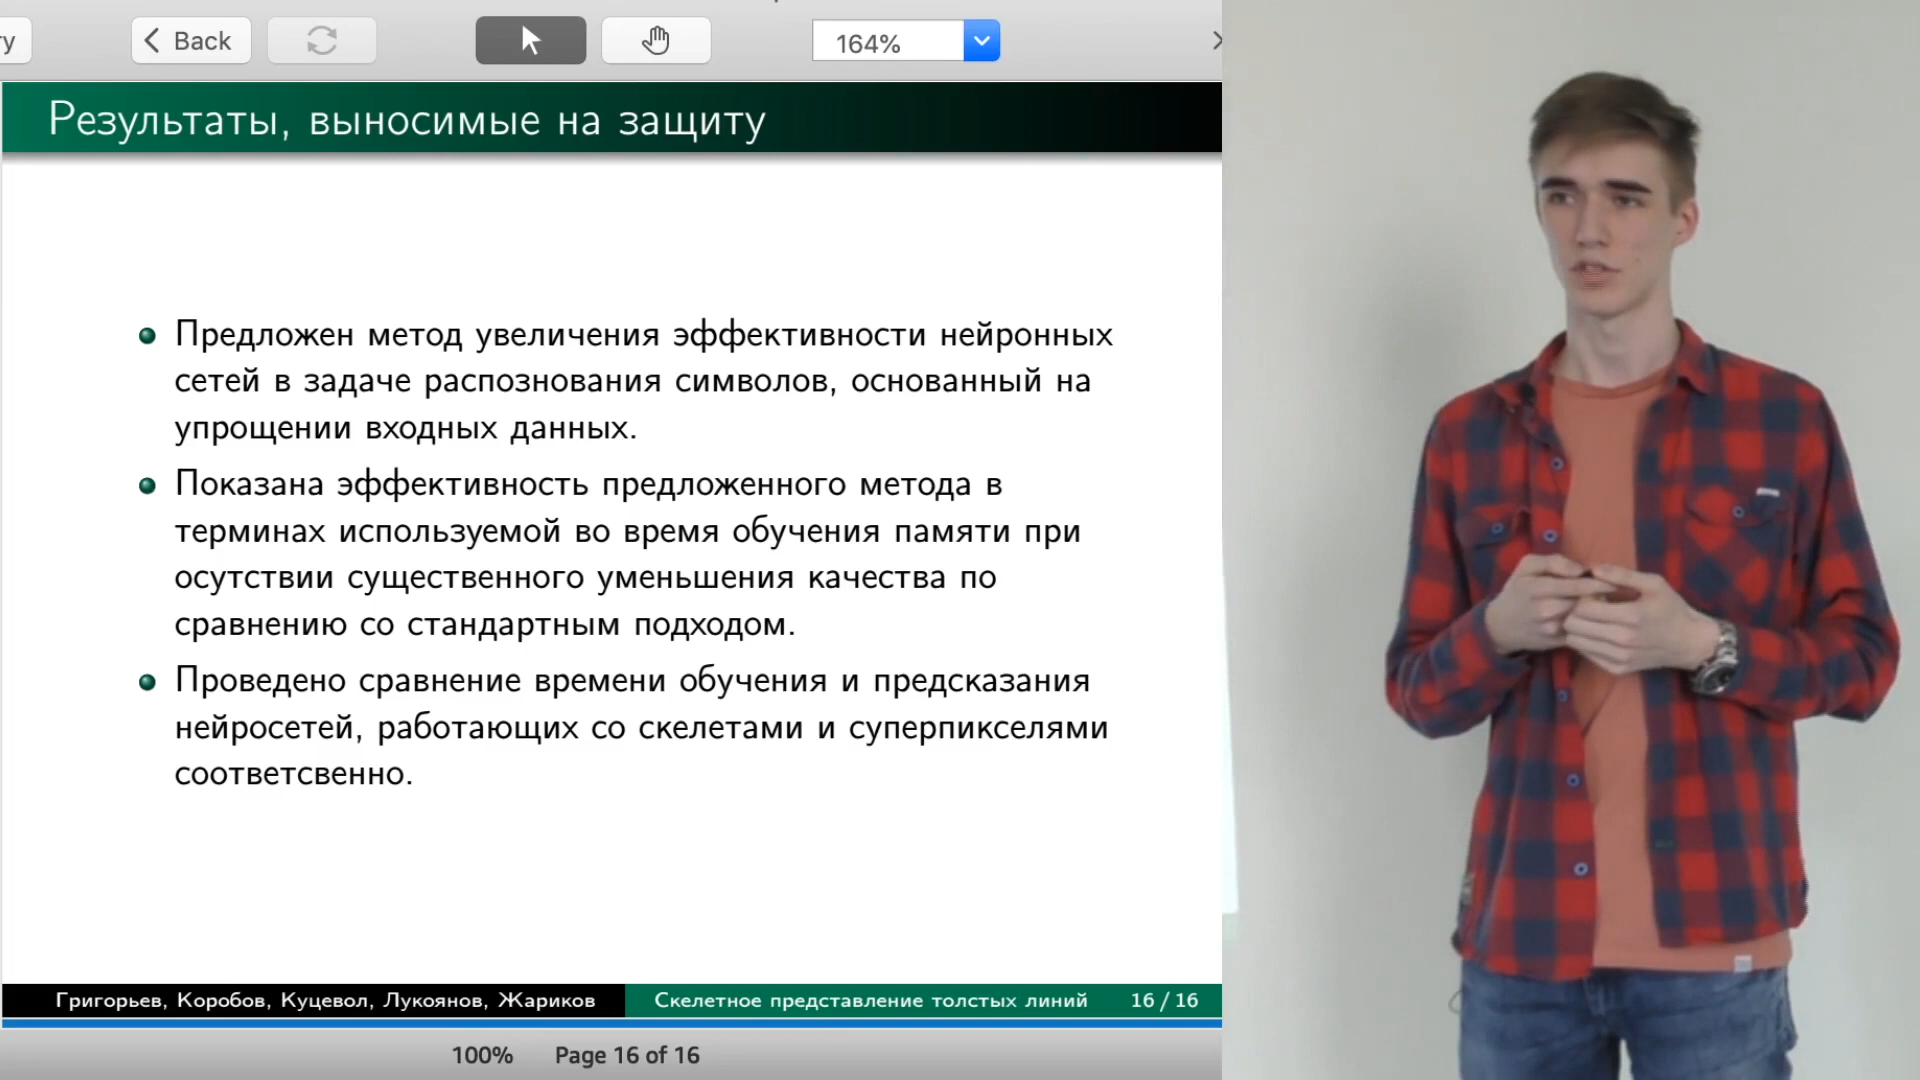 Back
164%
Результаты, выносимые на защиту
Предложен метод увеличения эффективности нейронных
сетей в задаче распознования символов, основанный на
упрощении входных данных.
Показана эффективность предложенного метода в
терминах используемой во время обучения памяти при
осутствии существенного уменьшения качества по
сравнению со стандартным подходом.
Проведено сравнение времени обучения и предсказания
нейросетей, работающих со скелетами и суперпикселями
соответсвенно.
Григорьев, Коробов, Куцевол, Лукоянов, Жариков
Скелетное представление толстых линий 16 / 16
100% Page 16 of 16